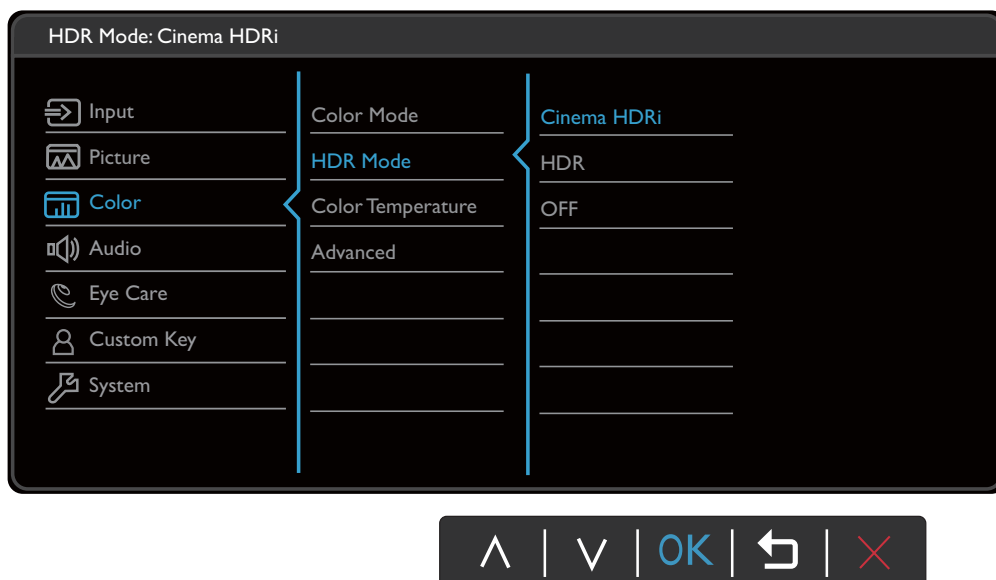 HDR Mode: Cinema HDRi
Input
Picture
Color
Audio
Eye Care
Custom Key
System
Color Mode
HDR Mode
Color Temperature
Advanced
Cinema HDRi
HDR
OFF
OK